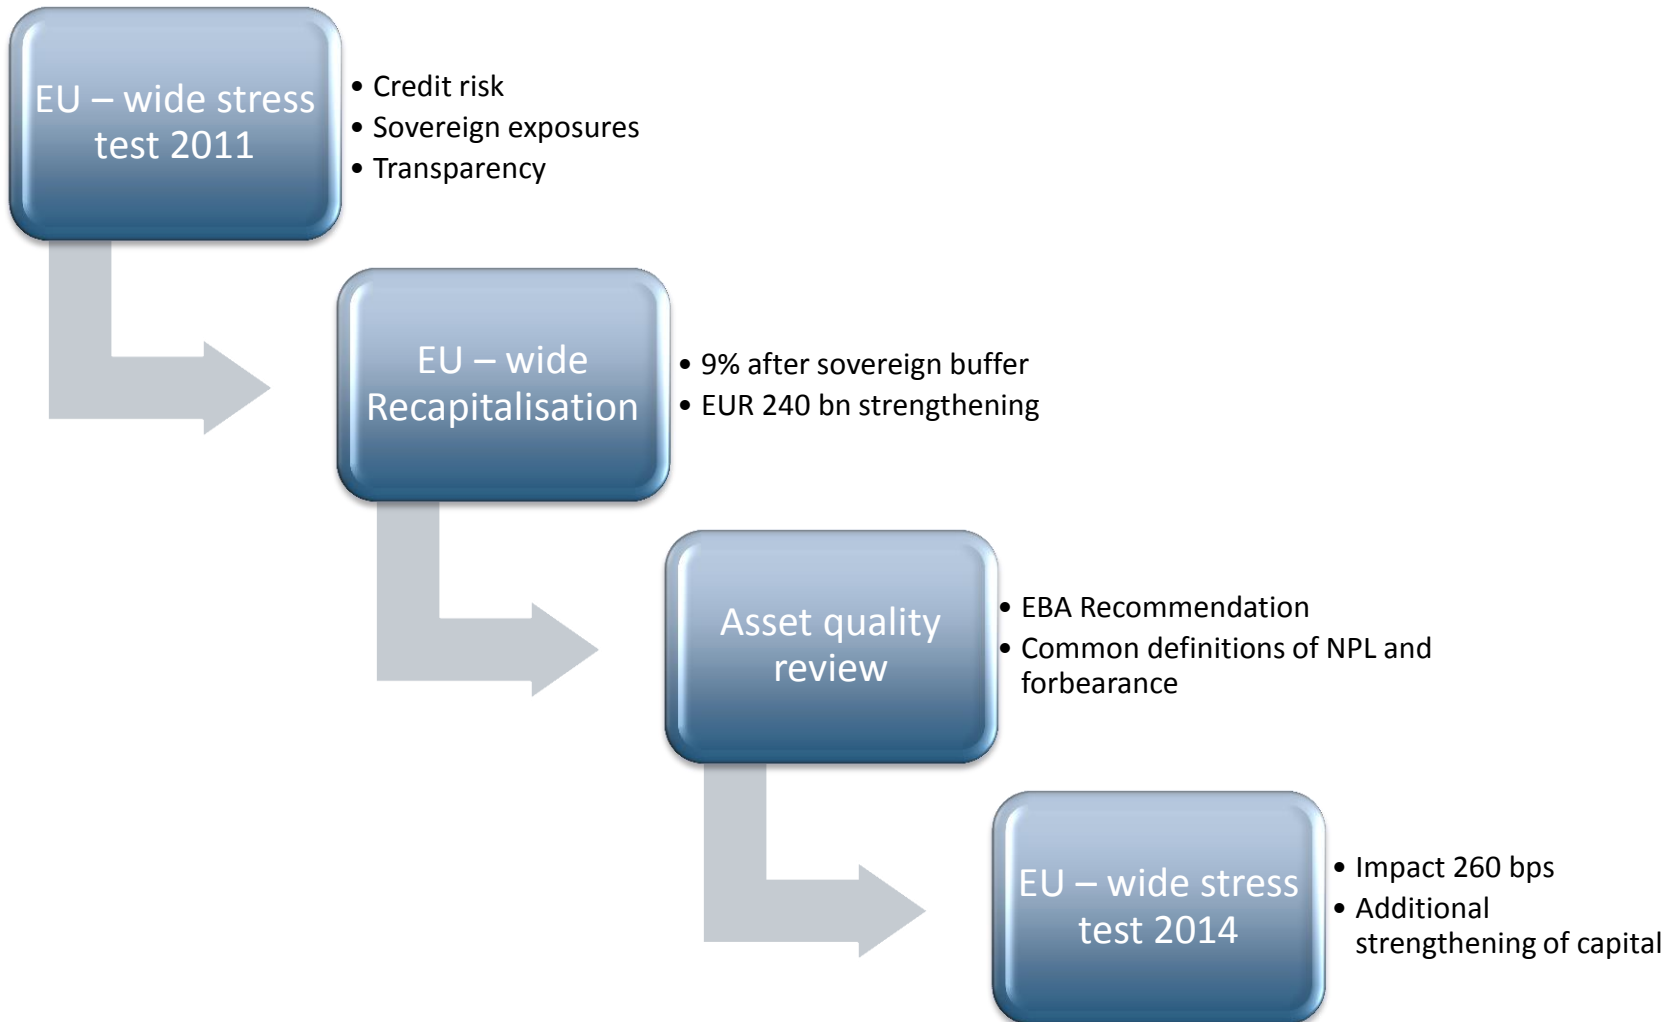 EU – wide stress
test 2011
• Credit risk
• Sovereign exposures
• Transparency
EU – wide
Recapitalisation
• 9% after sovereign buffer
• EUR 240 bn strengthening
Asset quality
review
• EBA Recommendation
• Common definitions of NPL and
forbearance
EU – wide stress
test 2014
• Impact 260 bps
• Additional
strengthening of capital